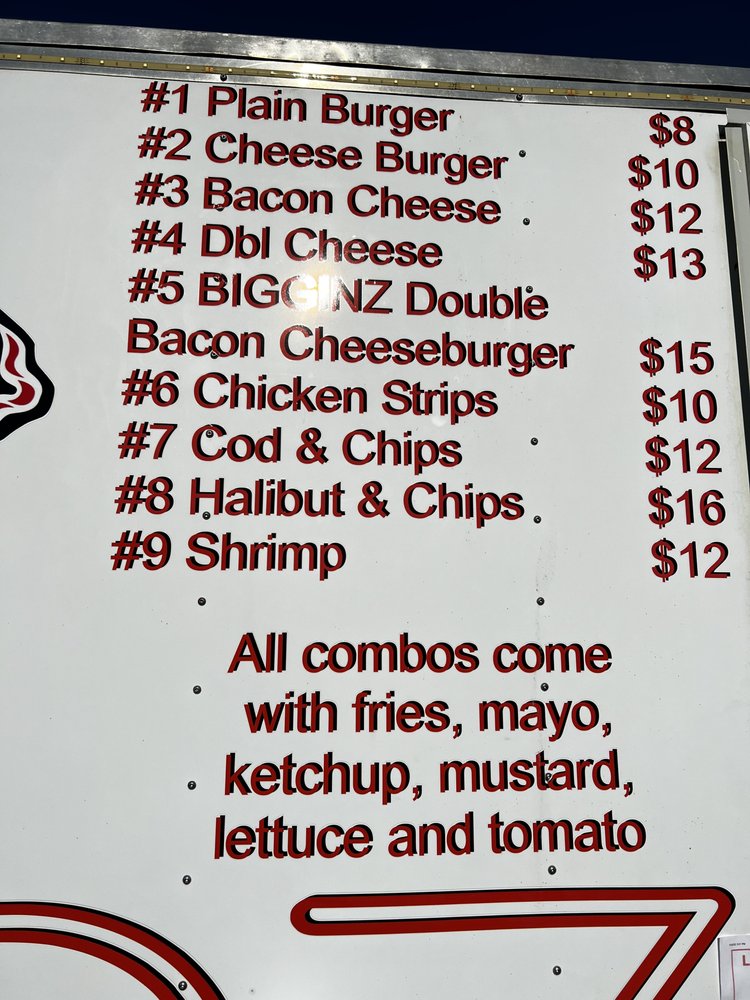 #1 Plain Burger $8
#2 Cheese Burger $10
#3 Bacon Cheese $12
#4 Dbl Cheese $13
#5 BIGGINZ Double
Bacon Cheeseburger $15
#6 Chicken Strips $10
#7 Cod & Chips $12
#8 Halibut & Chips $16
#9 Shrimp $12
All combos come
with fries, mayo,
ketchup, mustard,
lettuce and tomato